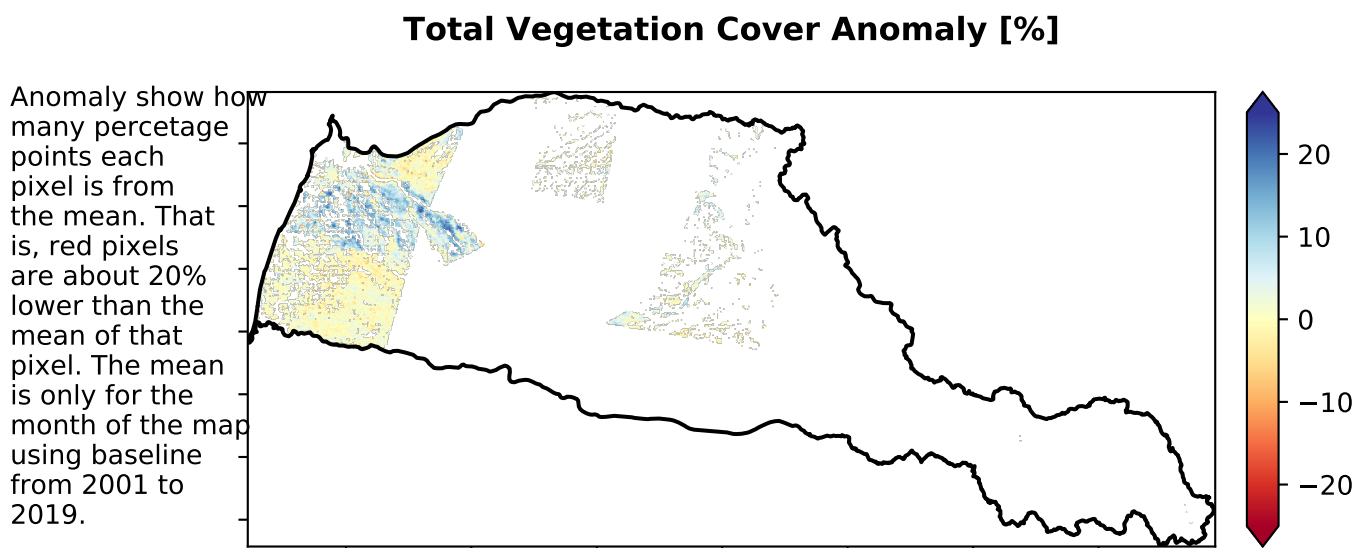 Total Vegetation Cover Anomaly [%]
Anomaly show how
many percetage
points each
pixel is from
the mean. That
is, red pixels
are about 20%
lower than the
mean of that
pixel. The mean
is only for the
month of the map
using baseline
from 2001 to
2019.
20
10
0
−10
−20